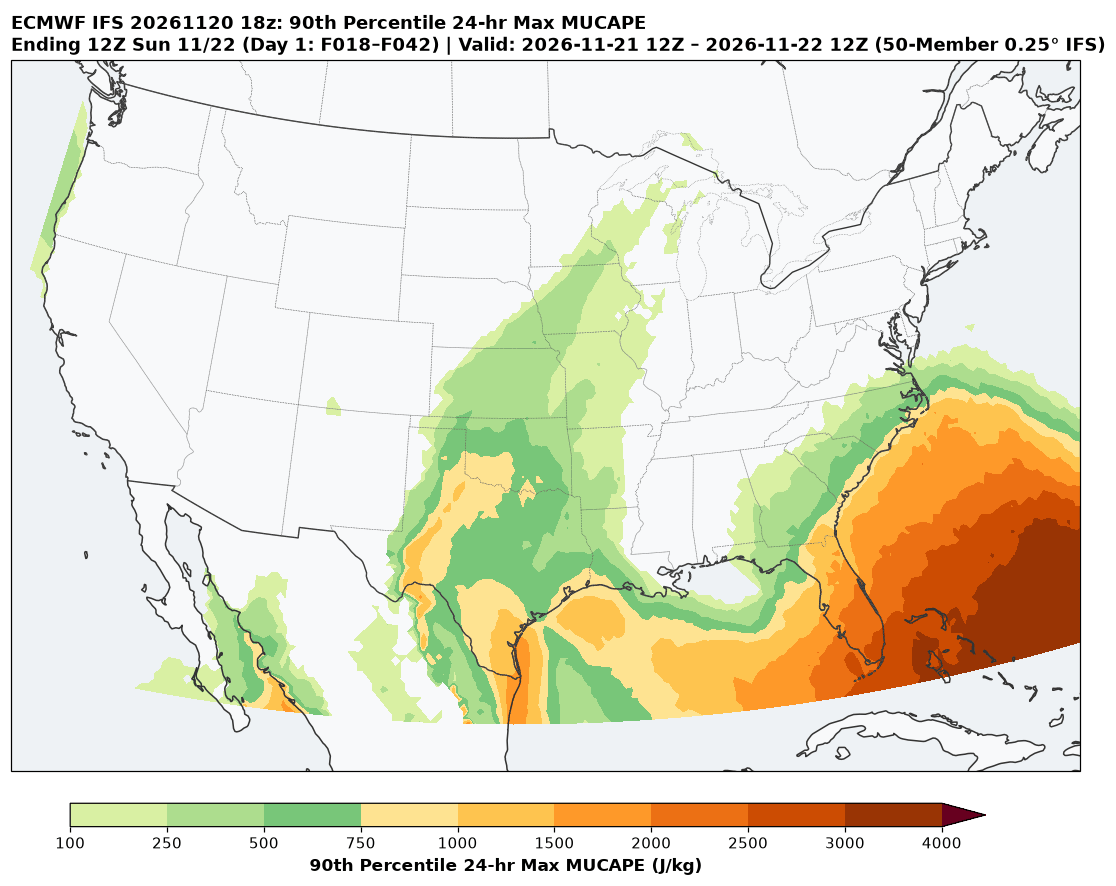 ECMWF IFS 20261120 18z: 90th Percentile 24-hr Max MUCAPE
Ending 12Z Sun 11/22 (Day 1: F018–F042) | Valid: 2026-11-21 12Z – 2026-11-22 12Z (50-Member 0.25° IFS)
100 250 500 750 1000 1500 2000 2500 3000 4000
90th Percentile 24-hr Max MUCAPE (J/kg)